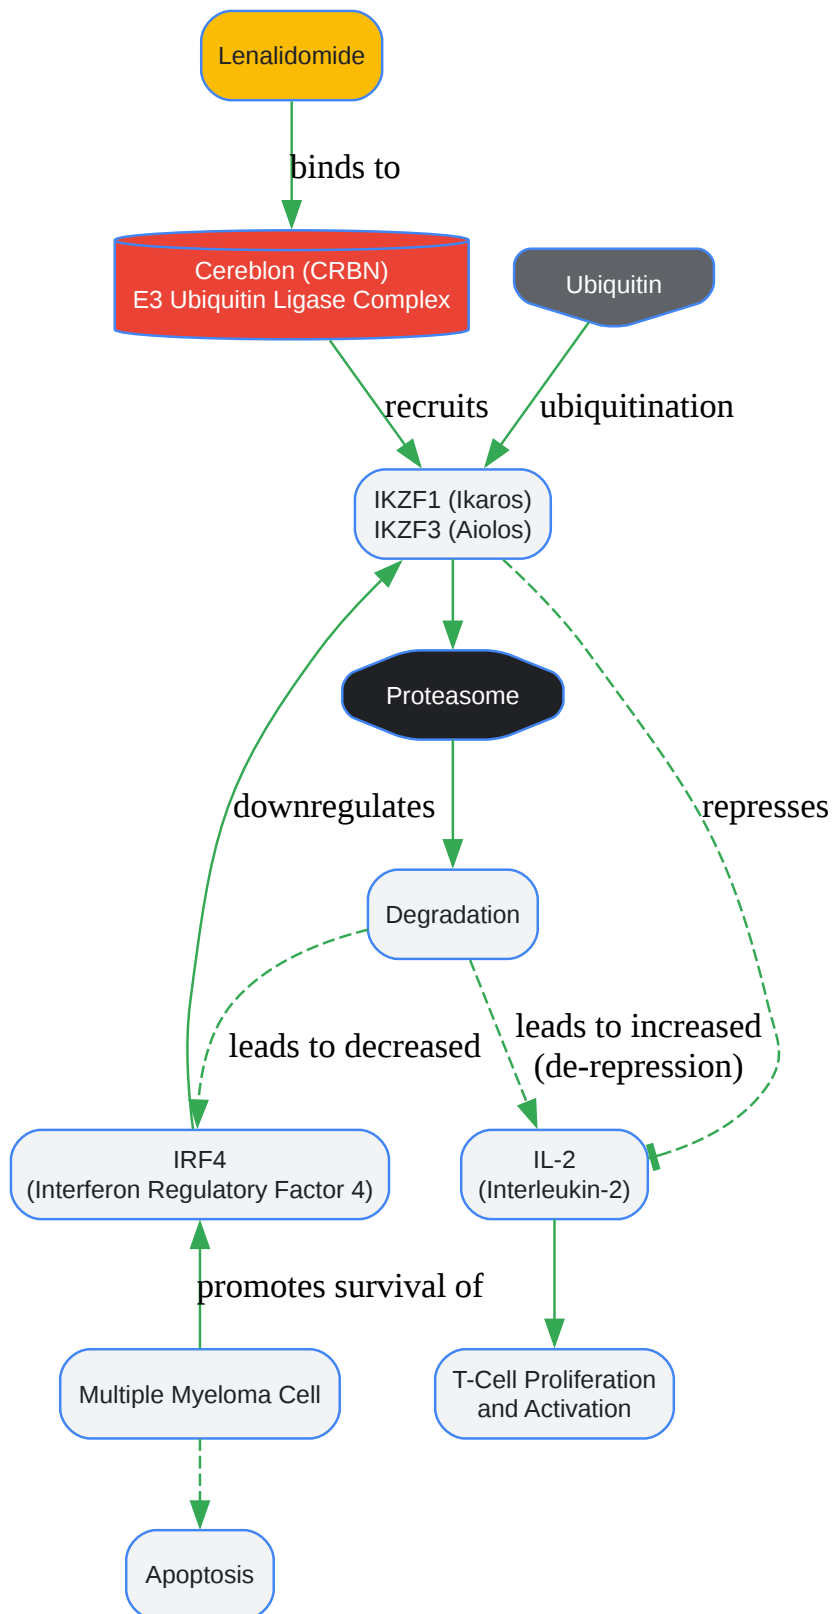 Lenalidomide
binds to
Cereblon (CRBN)
E3 Ubiquitin Ligase Complex
Ubiquitin
recruits
ubiquitination
IKZF1 (Ikaros)
IKZF3 (Aiolos)
Proteasome
downregulates
represses
Degradation
leads to decreased
leads to increased
(de-repression)
IRF4
(Interferon Regulatory Factor 4)
IL-2
(Interleukin-2)
promotes survival of
Multiple Myeloma Cell
T-Cell Proliferation
and Activation
Apoptosis